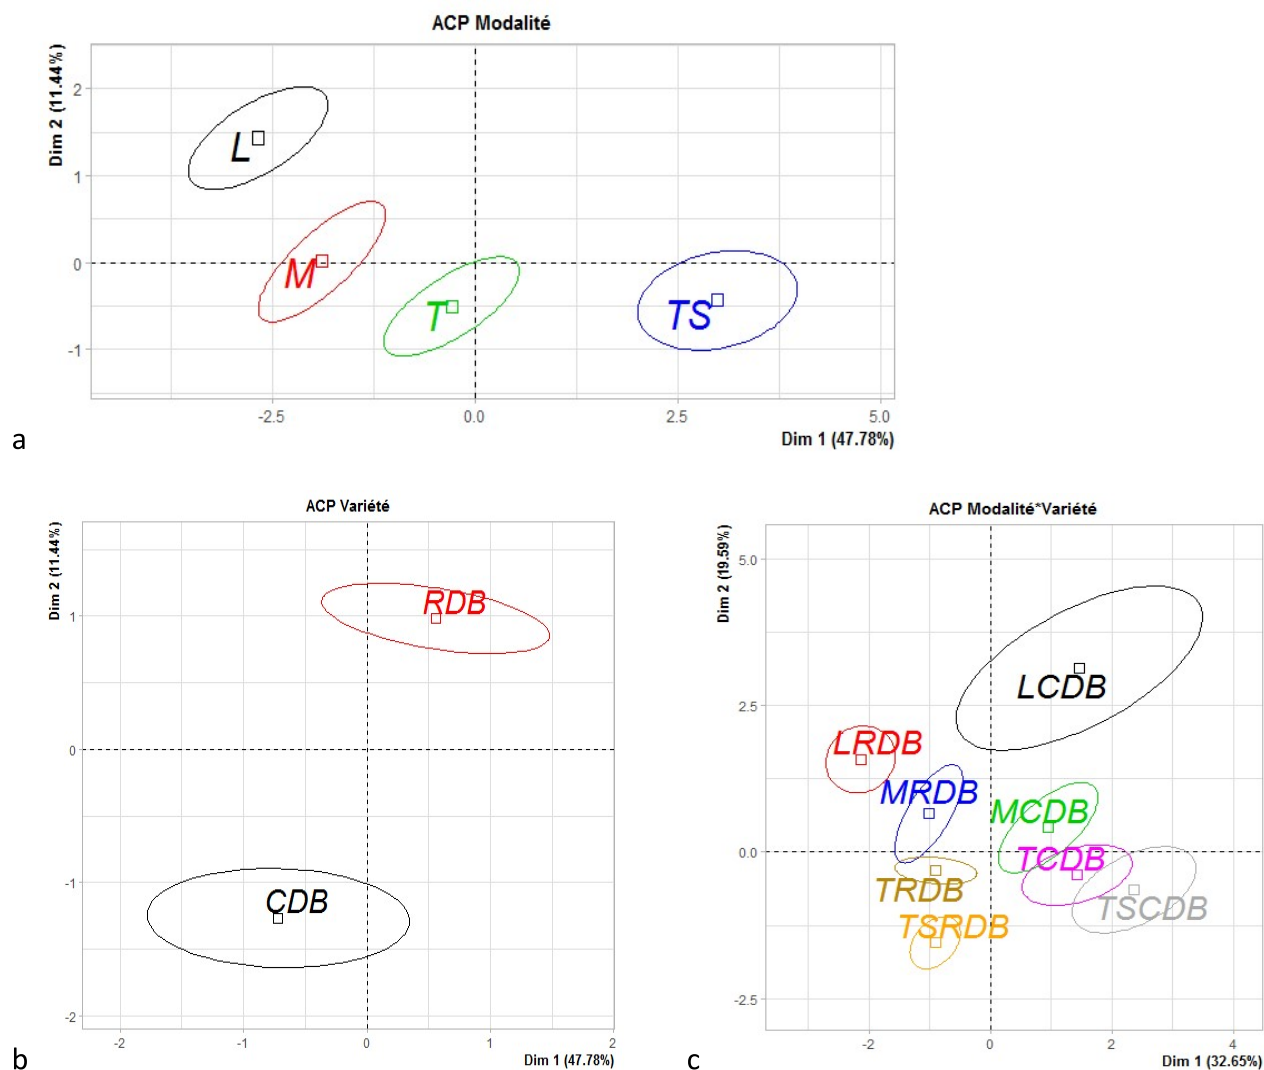 ACP Modalité
Dim 2 (11.44%)
2
1
0
-1
L
M
T
TS
-2.5
0.0
2.5
5.0
Dim 1 (47.78%)
a
ACP Variété
Dim 2 (11.44%)
1
0
-1
-2
RDB
CDB
-2
-1
0
1
2
Dim 1 (47.78%)
b
ACP Modalité*Variété
Dim 2 (19.59%)
5.0
2.5
0.0
-2.5
LCDB
LRDB
MRDB
MCDB
TCDB
TRDB
TSCDB
TSRDB
-2
0
2
4
Dim 1 (32.65%)
c